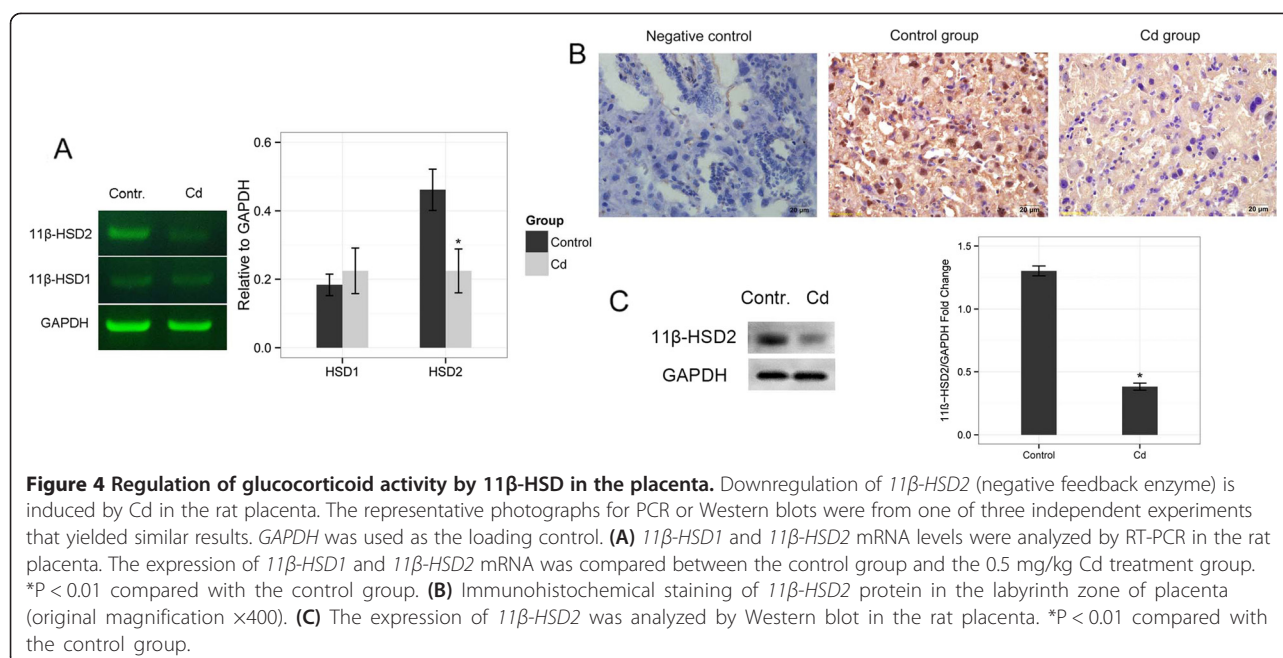 A
Contr. Cd
11β-HSD2
11β-HSD1
GAPDH
Relative to GAPDH
0.6
0.4
0.2
0.0
*
HSD1 HSD2
Group
Control
Cd
B
Negative control Control group Cd group
20 µm 20 µm 20 µm
C
Contr. Cd
11β-HSD2
GAPDH
11ß-HSD2/GAPDH Fold Change
1.5
1.0
0.5
0.0
*
Control Cd
Figure 4 Regulation of glucocorticoid activity by 11β-HSD in the placenta. Downregulation of 11β-HSD2 (negative feedback enzyme) is
induced by Cd in the rat placenta. The representative photographs for PCR or Western blots were from one of three independent experiments
that yielded similar results. GAPDH was used as the loading control. (A) 11β-HSD1 and 11β-HSD2 mRNA levels were analyzed by RT-PCR in the rat
placenta. The expression of 11β-HSD1 and 11β-HSD2 mRNA was compared between the control group and the 0.5 mg/kg Cd treatment group.
*P < 0.01 compared with the control group. (B) Immunohistochemical staining of 11β-HSD2 protein in the labyrinth zone of placenta
(original magnification ×400). (C) The expression of 11β-HSD2 was analyzed by Western blot in the rat placenta. *P < 0.01 compared with
the control group.